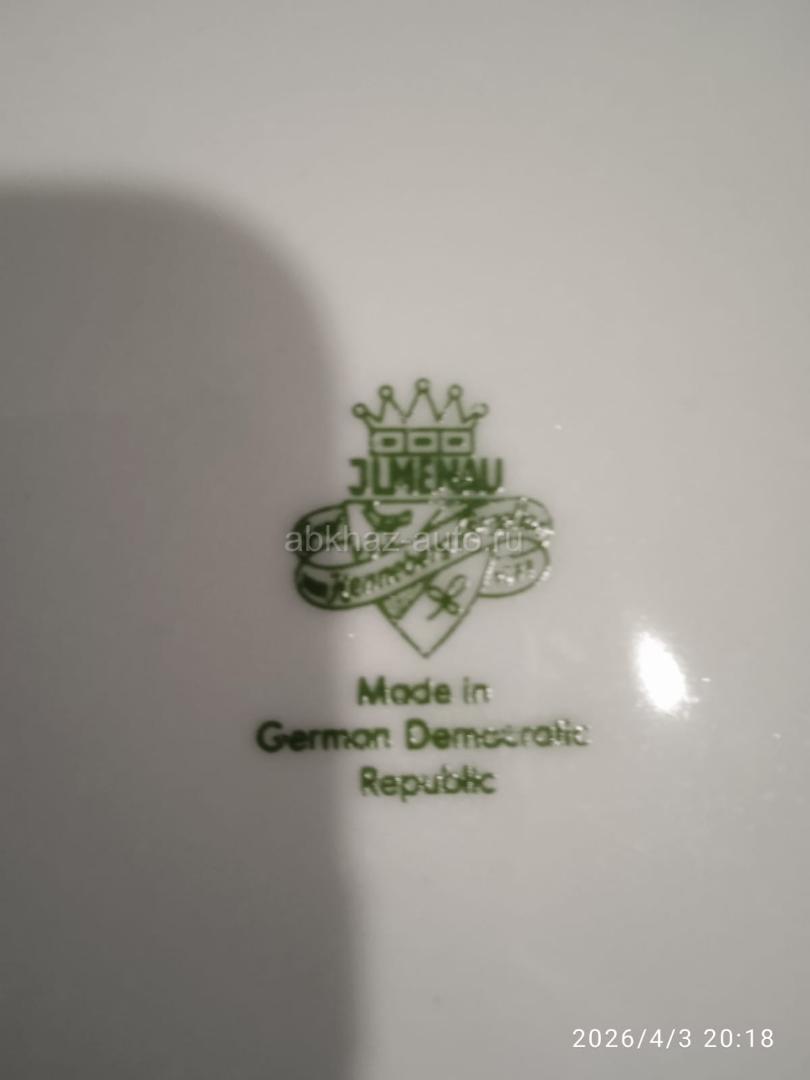 JLMENAU
abkhaz-auto.ru
Made in
German Democratic
Republic
2026/4/3 20:18